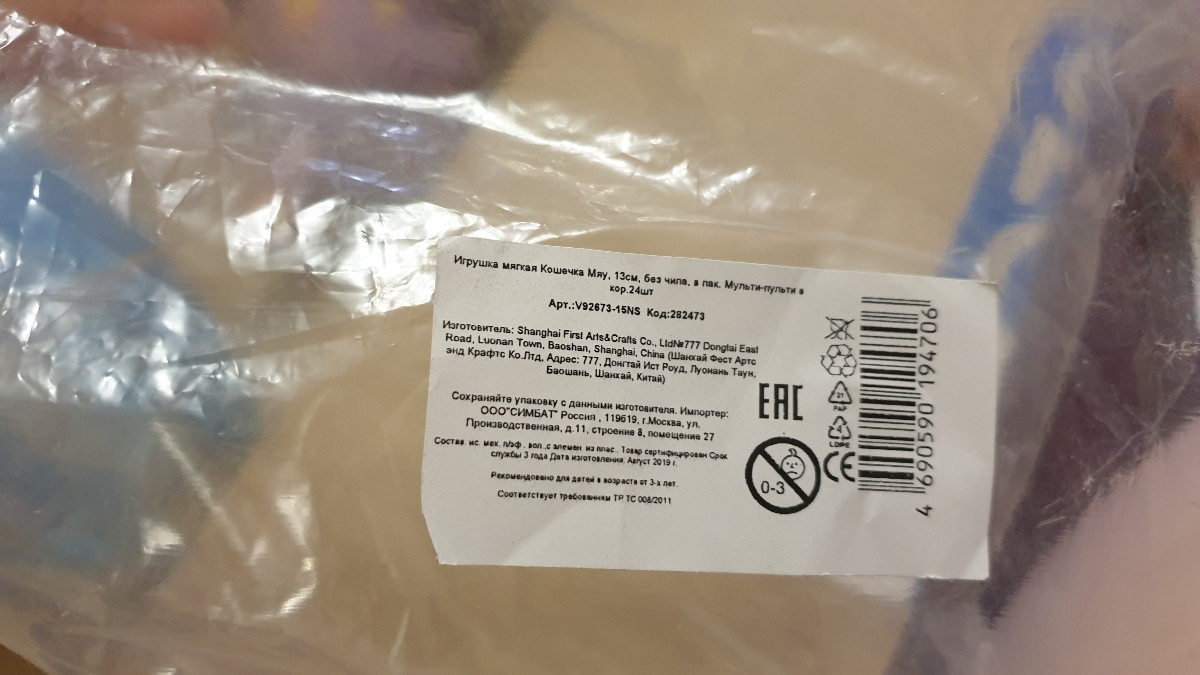 Игрушка мягкая Кошечка Мяу, 13см, без чипа, в пак. Мульти-пульти в
кор.24шт
Арт.:V92673-15NS Код:282473
Изготовитель: Shanghai First Arts&Crafts Co., Ltd№777 Dongtai East
Road, Luonan Town, Baoshan, Shanghai, China (Шанхай Фест Артс
энд Крафтс Ко.Лтд, Адрес: 777, Донгтай Ист Роуд, Луонань Таун,
Баошань, Шанхай, Китай)
Сохраняйте упаковку с данными изготовителя. Импортер:
ООО"СИМБАТ" Россия , 119619, г.Москва, ул.
Производственная, д.11, строение 8, помещение 27
Состав: ис. мех, п/эф. вол.,с элемен. из плас.. Товар сертифицирован Срок
службы 3 года Дата изготовления: Август 2019 г.
Рекомендовано для детей в возрасте от 3-х лет.
Соответствует требованиям ТР ТС 008/2011
EAC
0-3
21
PAP
4
LDPE
CE
4 690590 194706